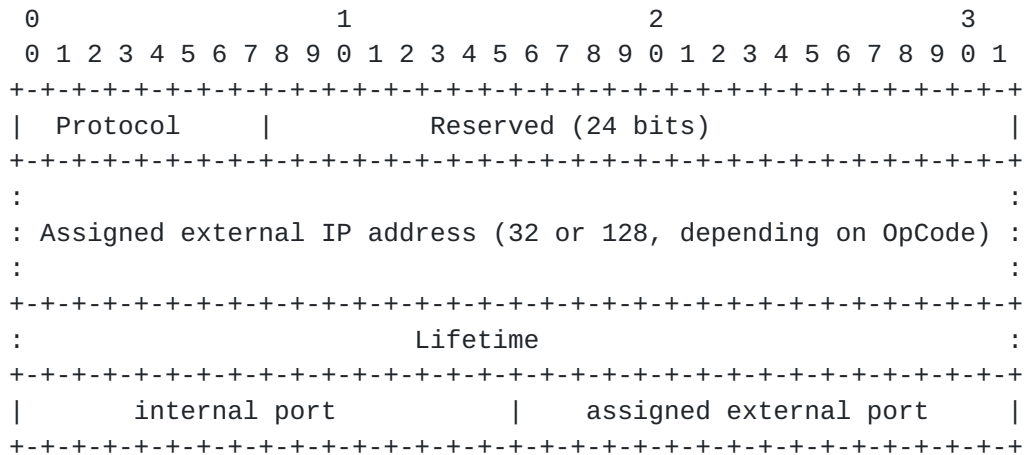 0                   1                   2                   3
 0 1 2 3 4 5 6 7 8 9 0 1 2 3 4 5 6 7 8 9 0 1 2 3 4 5 6 7 8 9 0 1
+-+-+-+-+-+-+-+-+-+-+-+-+-+-+-+-+-+-+-+-+-+-+-+-+-+-+-+-+-+-+-+-+
|  Protocol     |          Reserved (24 bits)                   |
+-+-+-+-+-+-+-+-+-+-+-+-+-+-+-+-+-+-+-+-+-+-+-+-+-+-+-+-+-+-+-+-+
:                                                               :
: Assigned external IP address (32 or 128, depending on OpCode) :
:                                                               :
+-+-+-+-+-+-+-+-+-+-+-+-+-+-+-+-+-+-+-+-+-+-+-+-+-+-+-+-+-+-+-+-+
:                         Lifetime                              :
+-+-+-+-+-+-+-+-+-+-+-+-+-+-+-+-+-+-+-+-+-+-+-+-+-+-+-+-+-+-+-+-+
|       internal port           |    assigned external port     |
+-+-+-+-+-+-+-+-+-+-+-+-+-+-+-+-+-+-+-+-+-+-+-+-+-+-+-+-+-+-+-+-+